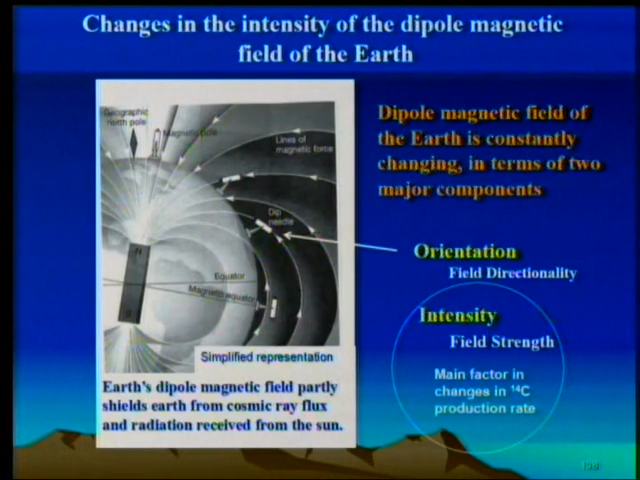 Changes in the intensity of the dipole magnetic
field of the Earth
Geographic
north pole
Magnetic pole
Lines of
magnetic force
Dip
needle
Equator
Magnetic equator
N
Simplified representation
Earth's dipole magnetic field partly
shields earth from cosmic ray flux
and radiation received from the sun.
Dipole magnetic field of
the Earth is constantly
changing, in terms of two
major components
Orientation
Field Directionality
Intensity
Field Strength
Main factor in
changes in ¹⁴C
production rate